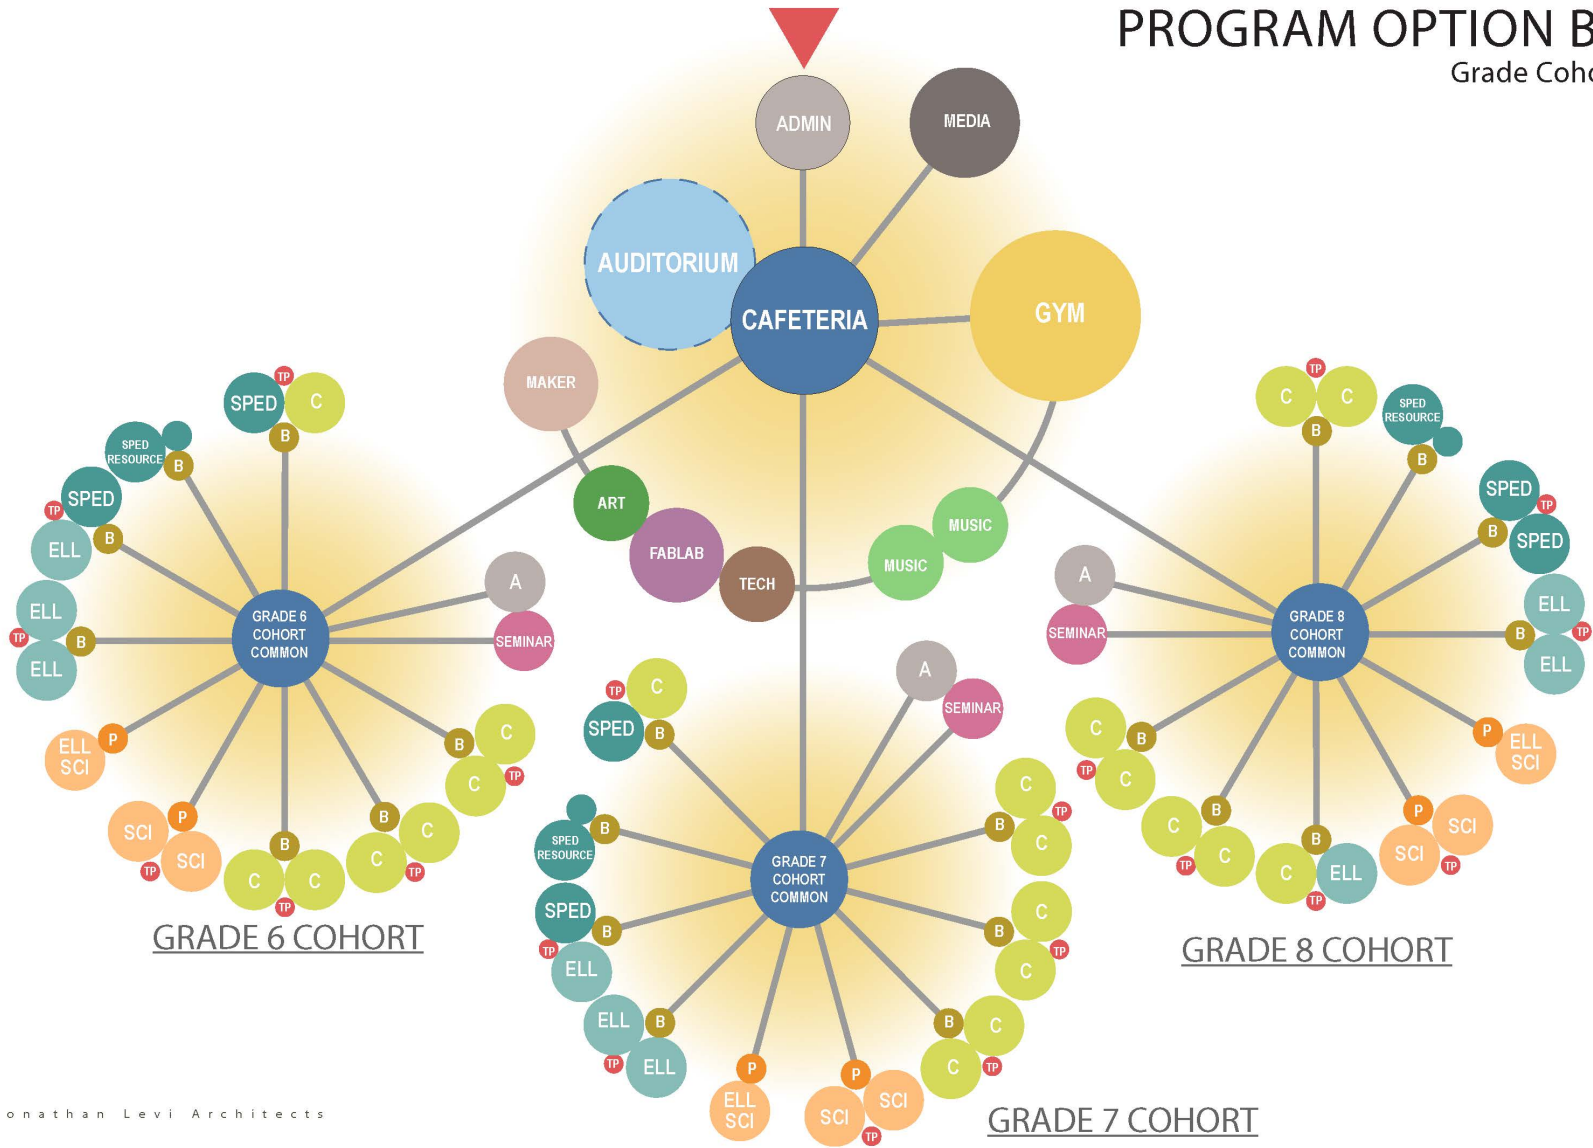 PROGRAM OPTION B
Grade Coho
ADMIN
MEDIA
AUDITORIUM
CAFETERIA
GYM
MAKER
ART
FABLAB
TECH
MUSIC
MUSIC
TP
SPED
C
B
SPED
RESOURCE
B
SPED
TP
B
ELL
ELL
TP
B
ELL
GRADE 6
COHORT
COMMON
A
SEMINAR
P
ELL
SCI
P
SCI
SCI
TP
B
C
C
TP
B
C
C
TP
B
C
C
TP
GRADE 6 COHORT
TP
C
SPED
B
A
SEMINAR
B
SPED
RESOURCE
SPED
B
TP
ELL
ELL
B
TP
ELL
GRADE 7
COHORT
COMMON
P
ELL
SCI
P
SCI
SCI
TP
C
TP
B
C
C
B
TP
C
B
C
C
TP
GRADE 7 COHORT
TP
C
C
B
SPED
RESOURCE
B
SPED
TP
B
SPED
ELL
B
TP
ELL
A
SEMINAR
GRADE 8
COHORT
COMMON
C
B
TP
C
B
C
TP
C
B
C
ELL
TP
P
SCI
SCI
TP
P
ELL
SCI
GRADE 8 COHORT
onathan Levi Architects